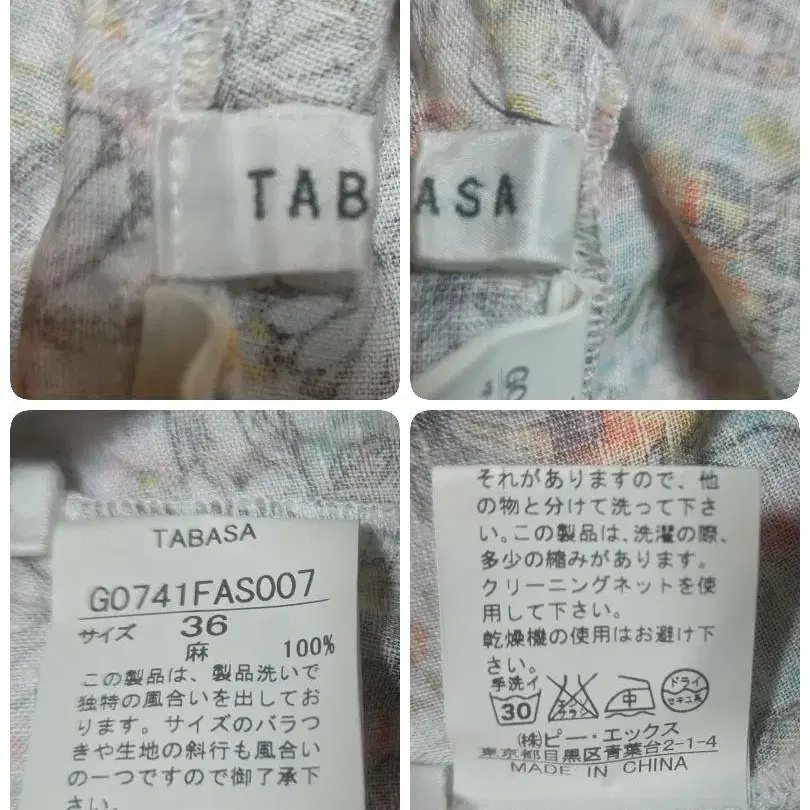 TAB
ASA
TABASA
G0741FAS007
サイズ 36
麻 100%
この製品は、製品洗いで
独特の風合いを出してお
ります。サイズのバラつ
きや生地の斜行も風合い
の一つですので御了承下
さい。
それがありますので、他
の物と分けて洗って下さ
い。この製品は、洗濯の際、
多少の縮みがあります。
クリーニングネットを使
用して下さい。
乾燥機の使用はお避け下
さい。
手洗イ
30
中
ドライ
セキユ系
(株)ピー・エックス
東京都目黒区青葉台2-1-4
MADE IN CHINA